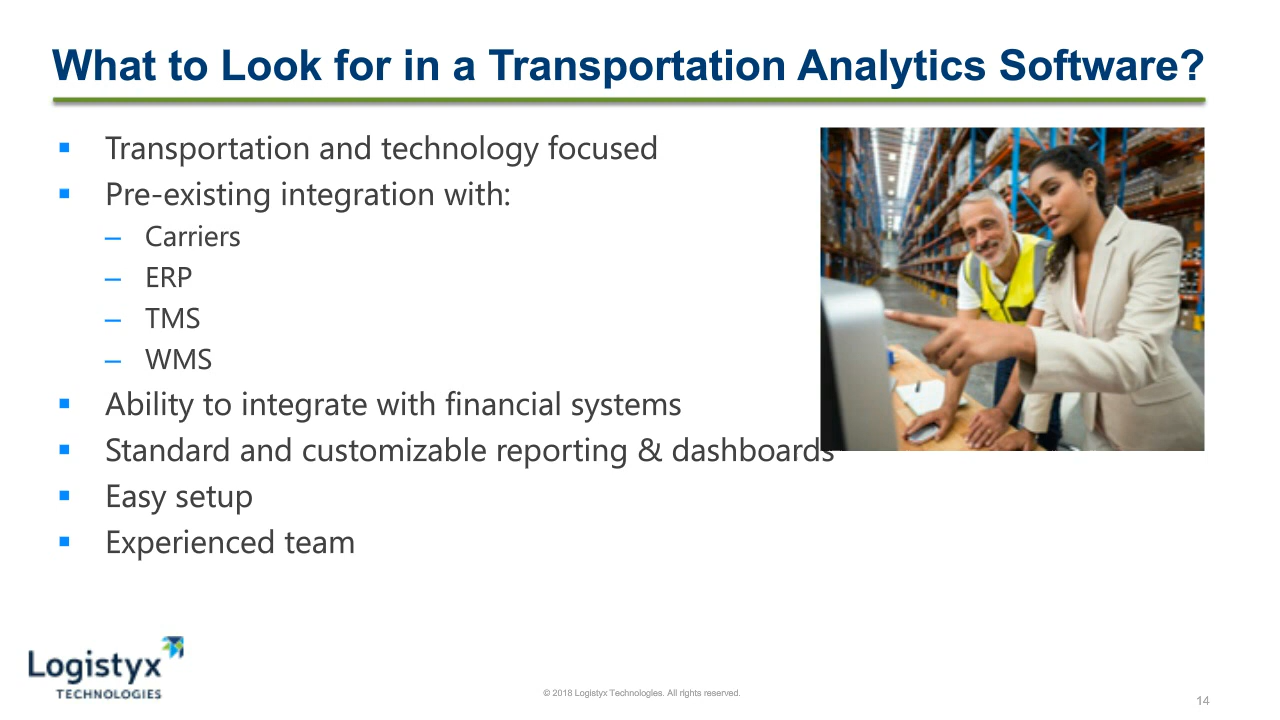 What to Look for in a Transportation Analytics Software?
▪ Transportation and technology focused
▪ Pre-existing integration with:
– Carriers
– ERP
– TMS
– WMS
▪ Ability to integrate with financial systems
▪ Standard and customizable reporting & dashboards
▪ Easy setup
▪ Experienced team
Logistyx
TECHNOLOGIES
© 2018 Logistyx Technologies. All rights reserved.
14